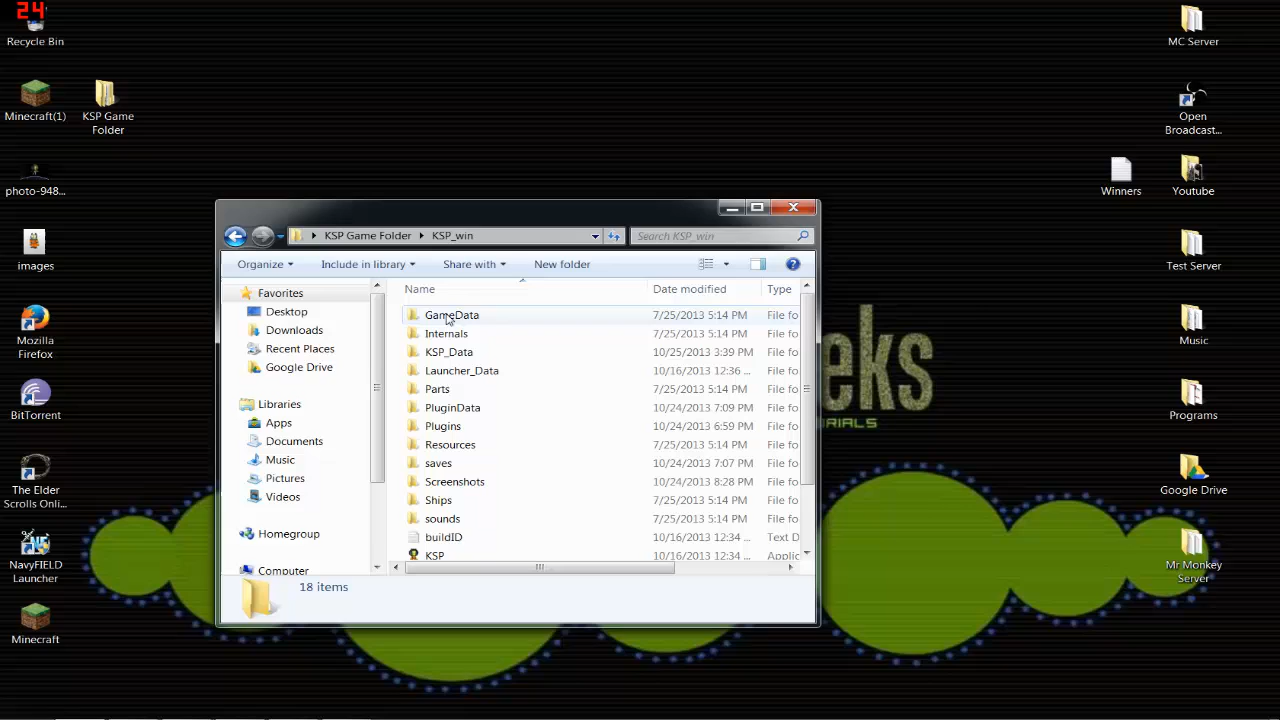 24
Recycle Bin
Minecraft(1)
KSP Game
Folder
photo-948...
images
Mozilla
Firefox
BitTorrent
The Elder
Scrolls Onli...
NavyFIELD
Launcher
Minecraft
MC Server
Open
Broadcast...
Winners
Youtube
Test Server
Music
Programs
Google Drive
Mr Monkey
Server
KSP Game Folder
KSP_win
Search KSP_win
Organize
Include in library
Share with
New folder
Favorites
Desktop
Downloads
Recent Places
Google Drive
Libraries
Apps
Documents
Music
Pictures
Videos
Homegroup
Computer
Name Date modified Type
GameData 7/25/2013 5:14 PM File fo
Internals 7/25/2013 5:14 PM File fo
KSP_Data 10/25/2013 3:39 PM File fo
Launcher_Data 10/16/2013 12:36 ... File fo
Parts 7/25/2013 5:14 PM File fo
PluginData 10/24/2013 7:09 PM File fo
Plugins 10/24/2013 6:59 PM File fo
Resources 7/25/2013 5:14 PM File fo
saves 10/24/2013 7:07 PM File fo
Screenshots 10/24/2013 8:28 PM File fo
Ships 7/25/2013 5:14 PM File fo
sounds 7/25/2013 5:14 PM File fo
buildID 10/16/2013 12:34 ... Text D
KSP 10/16/2013 12:34 ... Applic
18 items
eks
RIALS